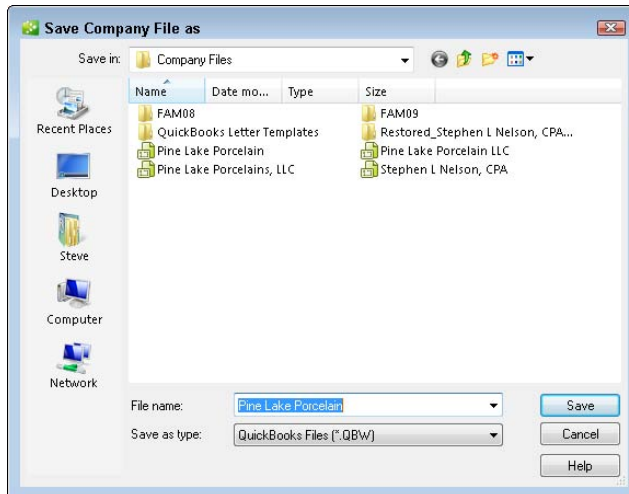 Save Company File as
Save in: Company Files
Name Date mo... Type Size
FAM08 FAM09
QuickBooks Letter Templates Restored_Stephen L Nelson, CPA...
Pine Lake Porcelain Pine Lake Porcelain LLC
Pine Lake Porcelains, LLC Stephen L Nelson, CPA
Recent Places
Desktop
Steve
Computer
Network
File name: Pine Lake Porcelain Save
Save as type: QuickBooks Files (*.QBW) Cancel
Help